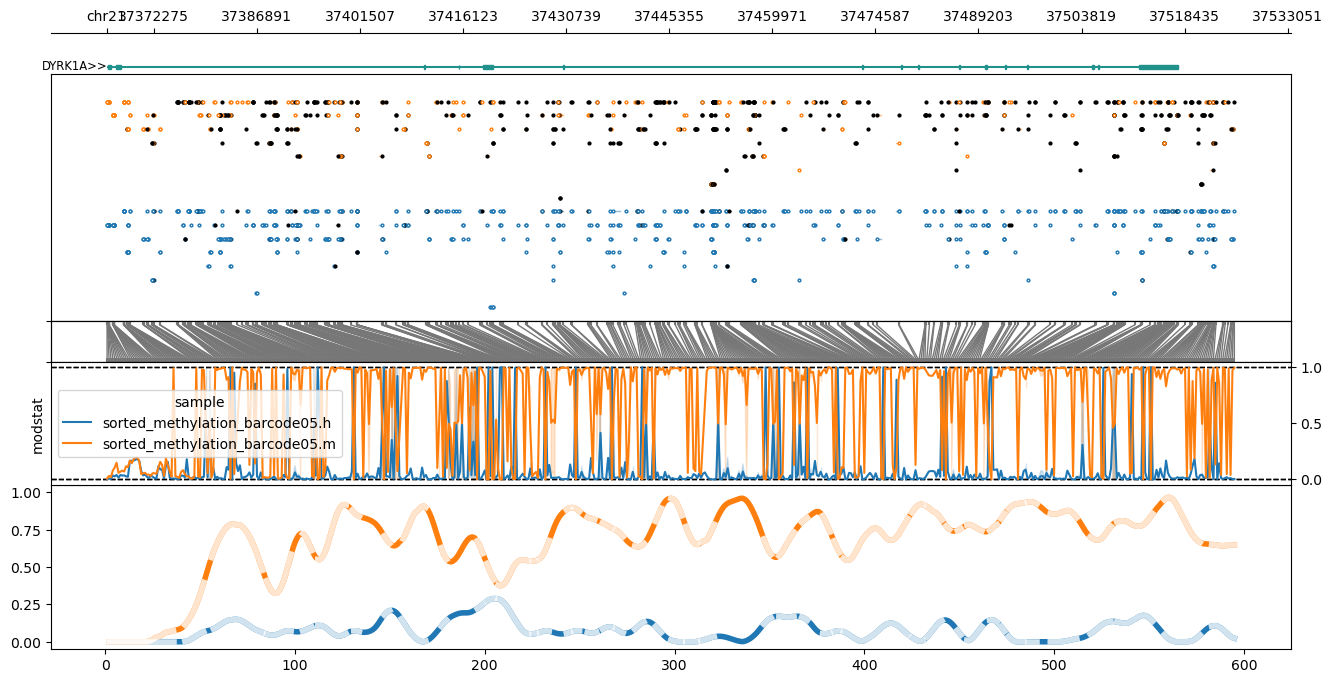 chr21 37372275 37386891 37401507 37416123 37430739 37445355 37459971 37474587 37489203 37503819 37518435 37533051
DYRK1A>>
modstat
sample
sorted_methylation_barcode05.h
sorted_methylation_barcode05.m
1.0
0.5
0.0
1.00
0.75
0.50
0.25
0.00
0 100 200 300 400 500 600